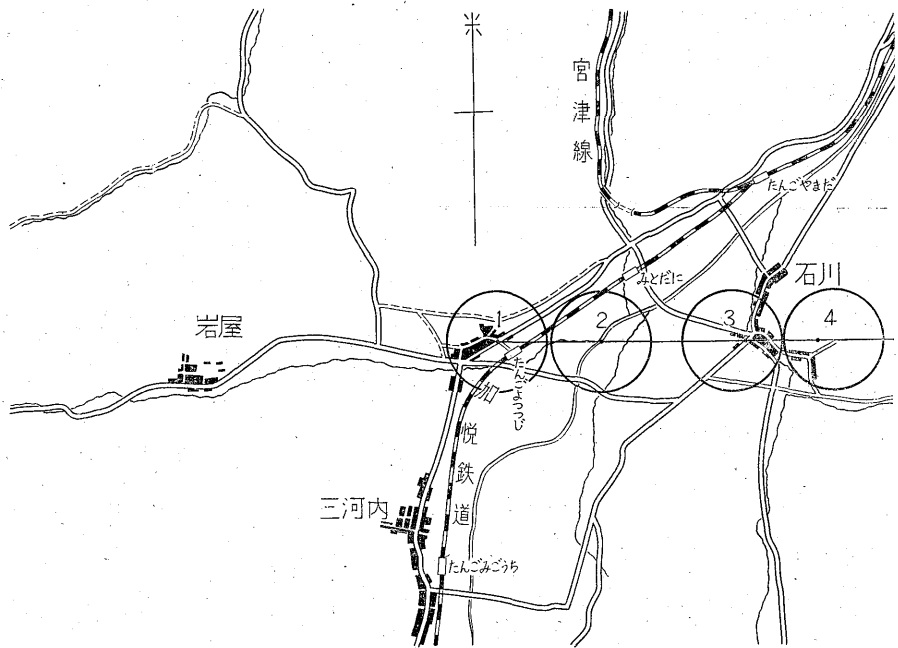 米
宮津線
たんごやまだ
石川
みとだに
1
2
3
4
岩屋
たんごよつつじ
加悦鉄道
三河内
たんごみごうち